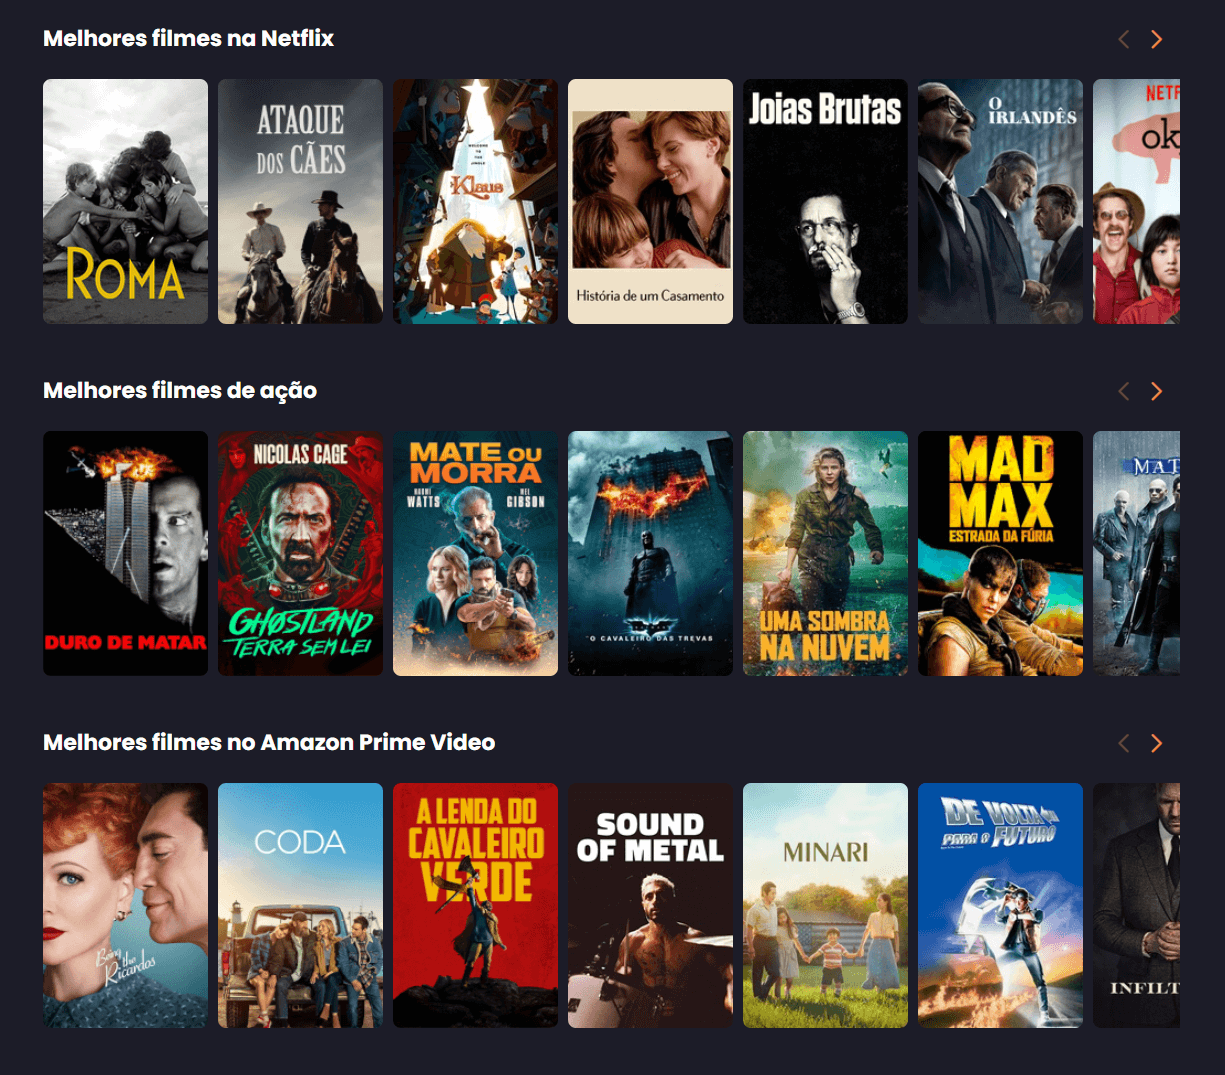 Melhores filmes na Netflix
ROMA
ATAQUE
DOS CÃES
WELCOME
TO THE
JUNGLE
Klaus
História de um Casamento
Joias Brutas
O
IRLANDÊS
NETF
ok
Melhores filmes de ação
DURO DE MATAR
NICOLAS CAGE
GHØSTLAND
TERRA SEM LEI
MATE OU
MORRA
NAOMI
WATTS
MEL
GIBSON
O CAVALEIRO DAS TREVAS
UMA SOMBRA
NA NUVEM
MAD
MAX
ESTRADA DA FÚRIA
MAT
Melhores filmes no Amazon Prime Video
Being
the
Ricardos
CODA
A LENDA DO
CAVALEIRO
VERDE
SOUND
OF METAL
MINARI
DE VOLTA
PARA O FUTURO
INFILT